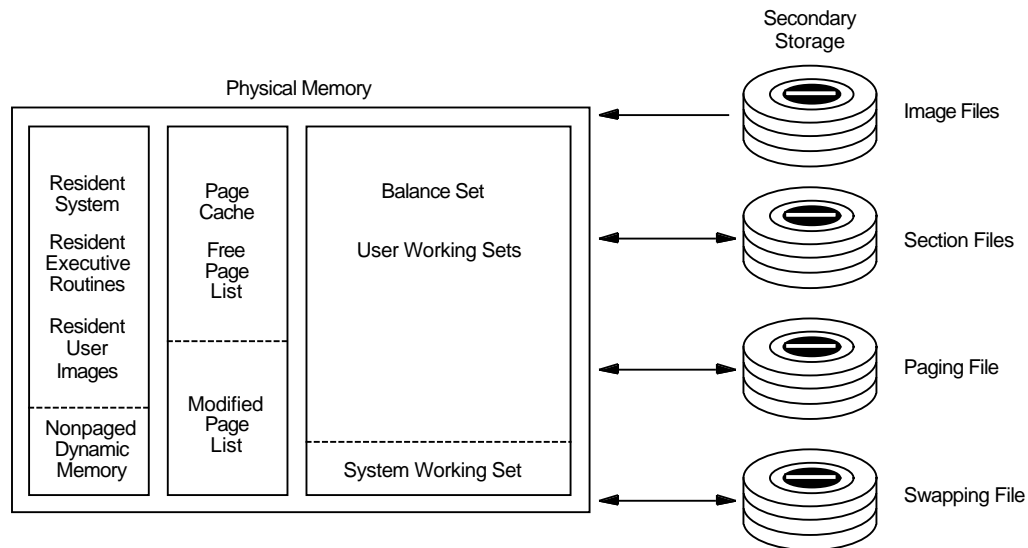 Secondary
Storage
Physical Memory
Image Files
Resident
System
Resident
Executive
Routines
Resident
User
Images
Nonpaged
Dynamic
Memory
Page
Cache
Free
Page
List
Modified
Page
List
Balance Set
User Working Sets
System Working Set
Section Files
Paging File
Swapping File